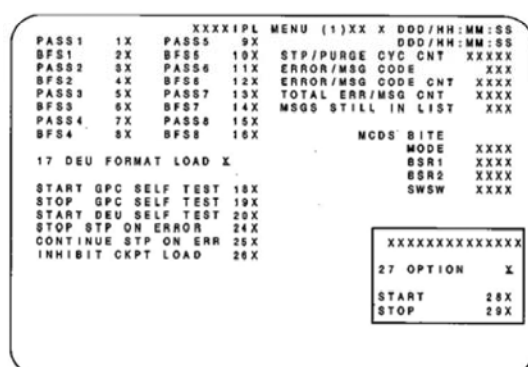 XXXXIPL MENU (1)XX X DDD/HH:MM:SS
PASS1 1X PASS5 9X DDD/HH:MM:SS
BFS1 2X BFS5 10X STP/PURGE CYC CNT XXXXX
PASS2 3X PASS6 11X ERROR/MSG CODE XXX
BFS2 4X BFS6 12X ERROR/MSG CODE CNT XXXX
PASS3 5X PASS7 13X TOTAL ERR/MSG CNT XXXX
BFS3 6X BFS7 14X MSGS STILL IN LIST XXX
PASS4 7X PASS8 15X
BFS4 8X BFS8 16X MCDS BITE
MODE XXXX
17 DEU FORMAT LOAD X BSR1 XXXX
BSR2 XXXX
START GPC SELF TEST 18X SWSW XXXX
STOP GPC SELF TEST 19X
START DEU SELF TEST 20X
STOP STP ON ERROR 24X
CONTINUE STP ON ERR 25X
INHIBIT CKPT LOAD 26X
XXXXXXXXXXXXXX
27 OPTION X
START 28X
STOP 29X